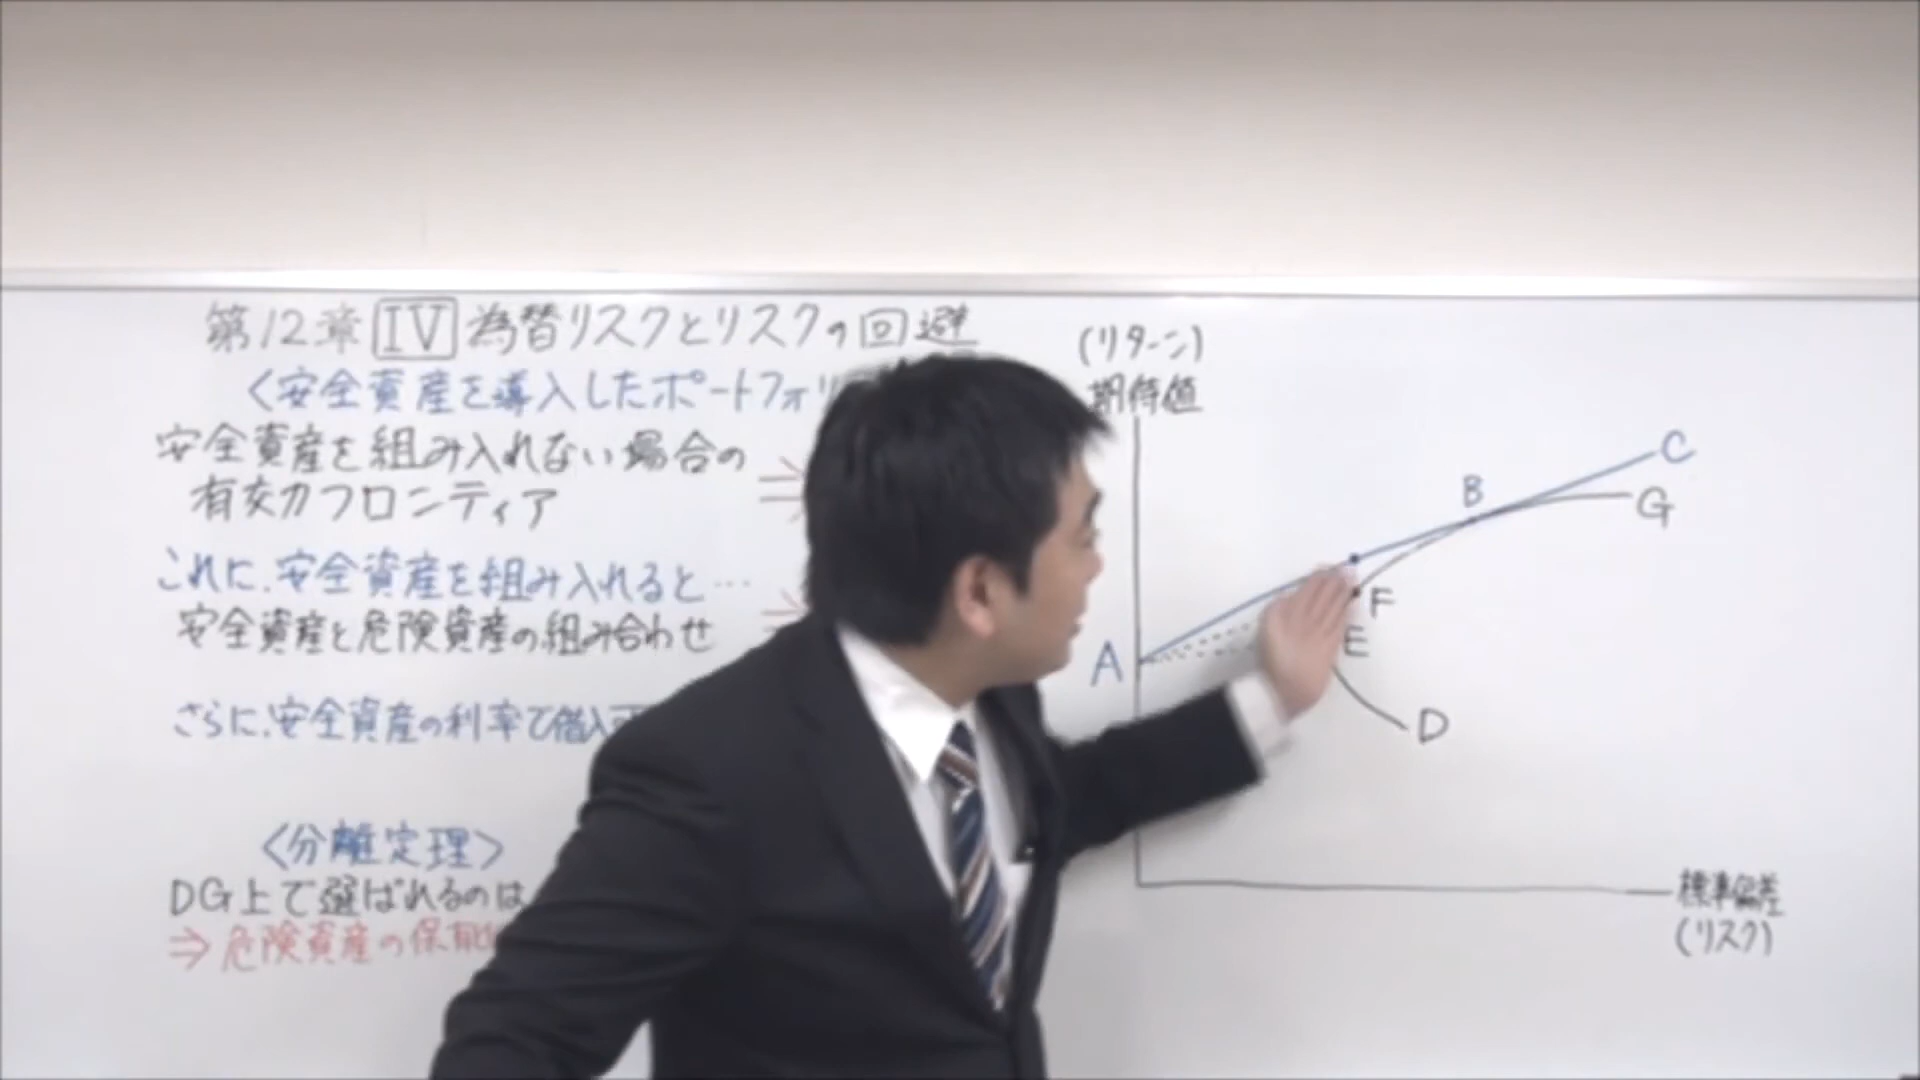 第12章 IV 為替リスクとリスクの回避
〈安全資産を導入したポートフォリ
安全資産を組み入れない場合の
有効フロンティア
⇒
これに、安全資産を組み入れると…
安全資産と危険資産の組み合わせ
さらに、安全資産の利率で借入可
〈分離定理〉
DG上で選ばれるのは
⇒ 危険資産の保有
(リターン)
期待値
C
B
G
F
E
A
D
標準偏差
(リスク)